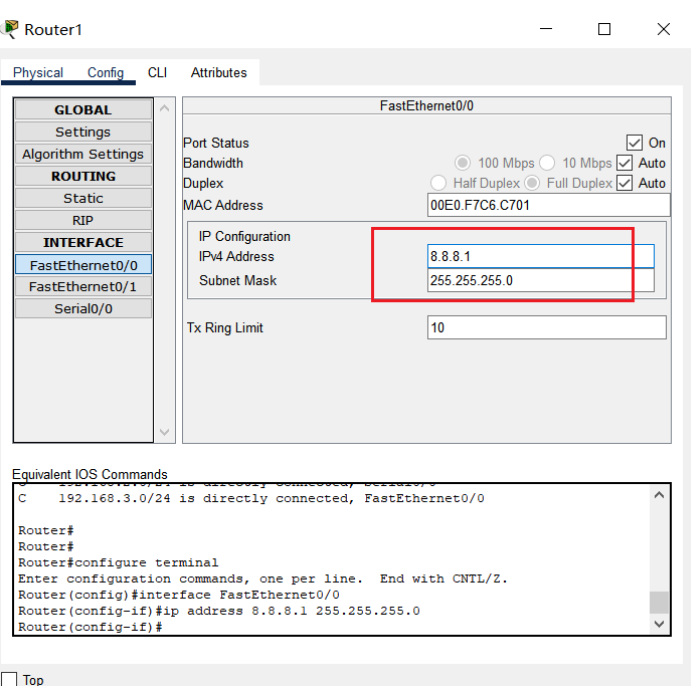 Router1
Physical Config CLI Attributes
GLOBAL
Settings
Algorithm Settings
ROUTING
Static
RIP
INTERFACE
FastEthernet0/0
FastEthernet0/1
Serial0/0
FastEthernet0/0
Port Status On
Bandwidth 100 Mbps 10 Mbps Auto
Duplex Half Duplex Full Duplex Auto
MAC Address 00E0.F7C6.C701
IP Configuration
IPv4 Address 8.8.8.1
Subnet Mask 255.255.255.0
Tx Ring Limit 10
Equivalent IOS Commands
C 192.168.3.0/24 is directly connected, FastEthernet0/0
Router#
Router#
Router#configure terminal
Enter configuration commands, one per line. End with CNTL/Z.
Router(config)#interface FastEthernet0/0
Router(config-if)#ip address 8.8.8.1 255.255.255.0
Router(config-if)#
Top